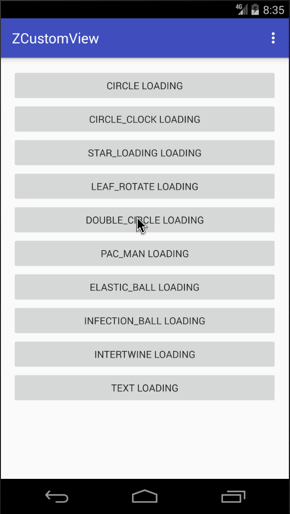 4G 8:35
ZCustomView
CIRCLE LOADING
CIRCLE_CLOCK LOADING
STAR_LOADING LOADING
LEAF_ROTATE LOADING
DOUBLE_CIRCLE LOADING
PAC_MAN LOADING
ELASTIC_BALL LOADING
INFECTION_BALL LOADING
INTERTWINE LOADING
TEXT LOADING